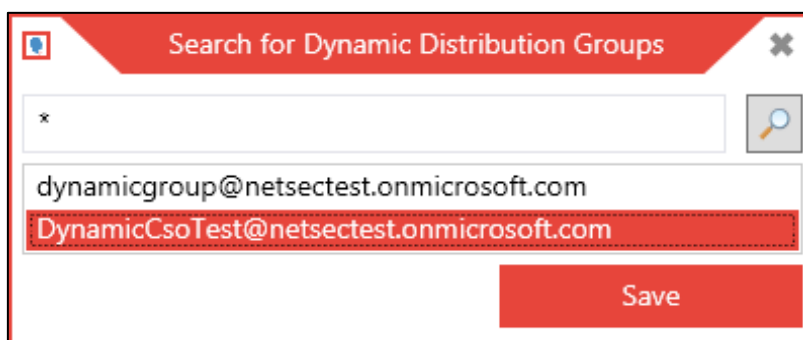 Search for Dynamic Distribution Groups
*
dynamicgroup@netsectest.onmicrosoft.com
DynamicCsoTest@netsectest.onmicrosoft.com
Save